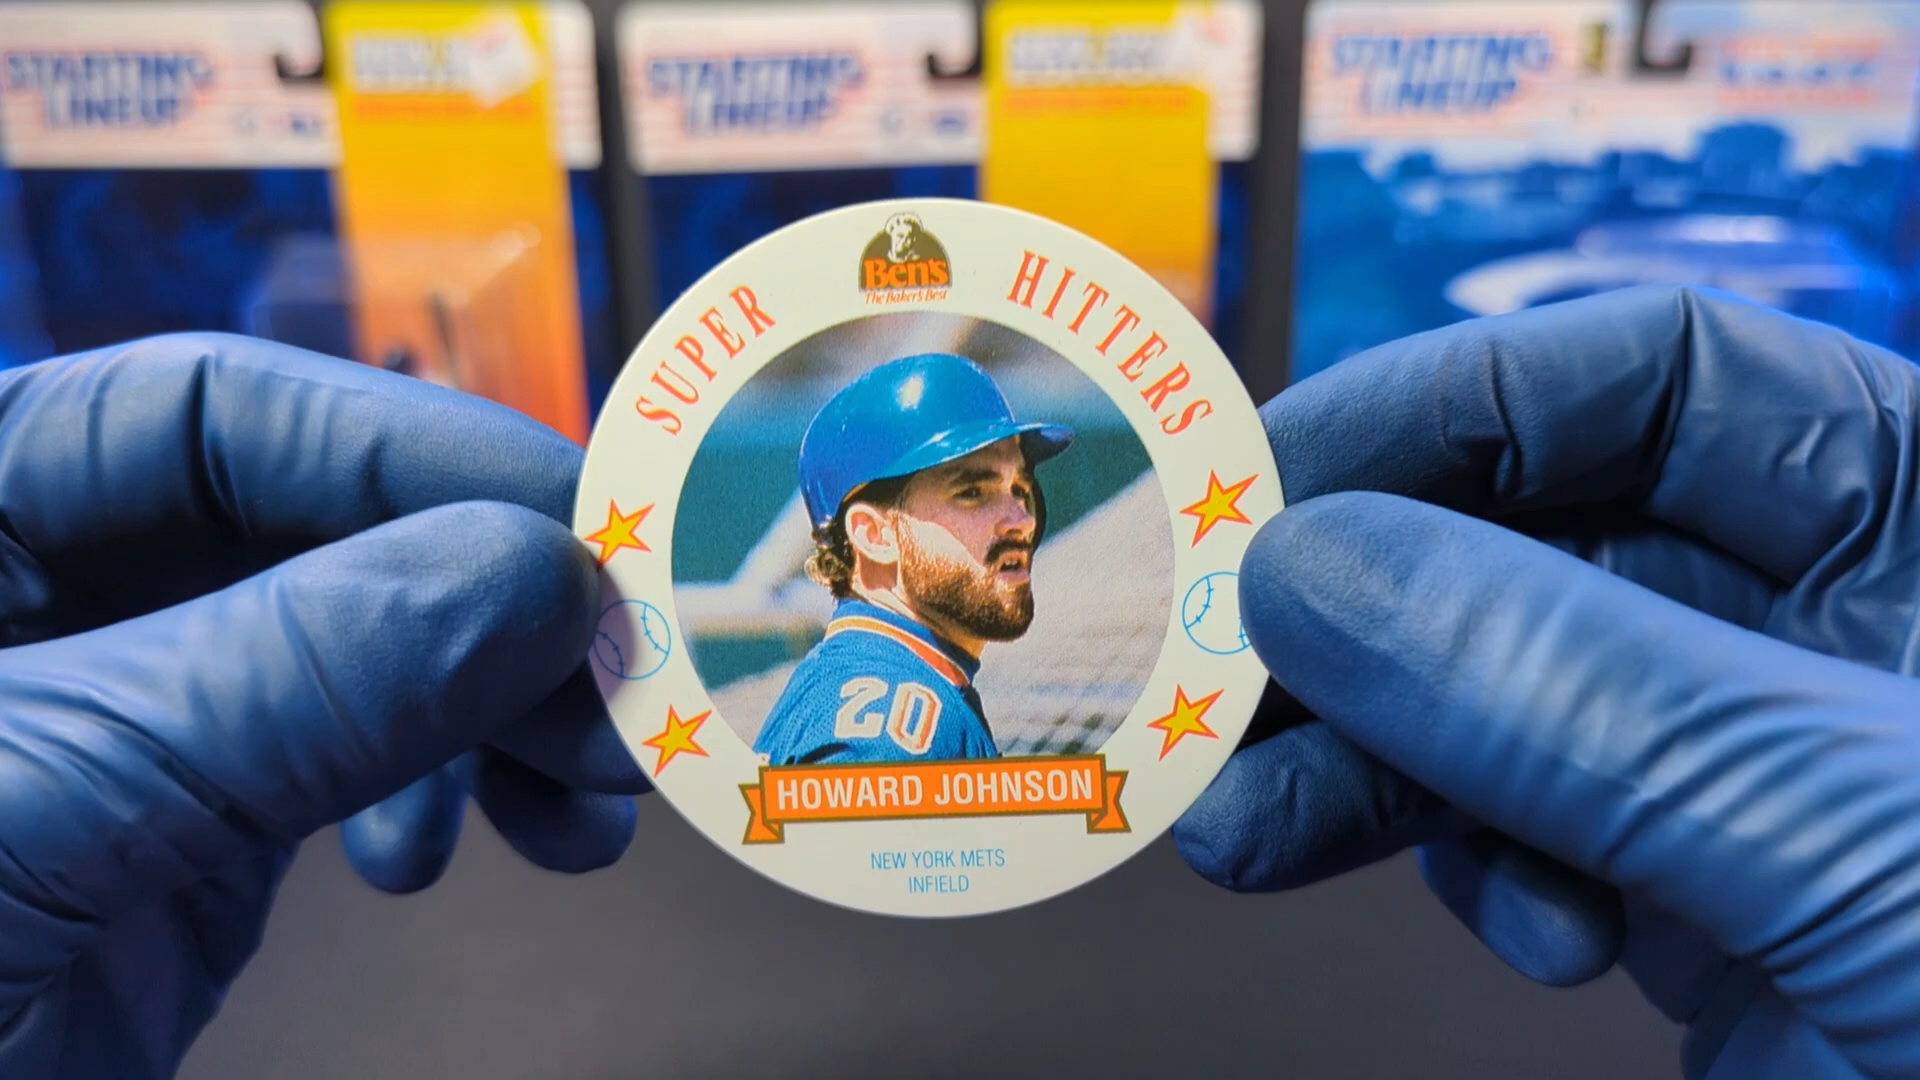 STARTING
LINEUP
STARTING
LINEUP
STARTING
LINEUP
Ben's
The Baker's Best
SUPER HITTERS
20
HOWARD JOHNSON
NEW YORK METS
INFIELD